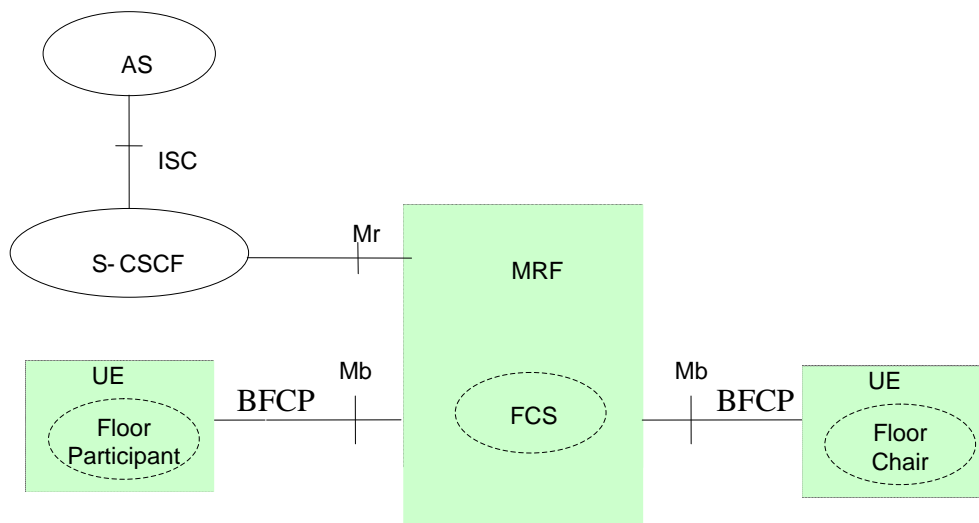 AS
ISC
S- CSCF
Mr
MRF
UE
Floor
Participant
BFCP
Mb
FCS
Mb
BFCP
UE
Floor
Chair